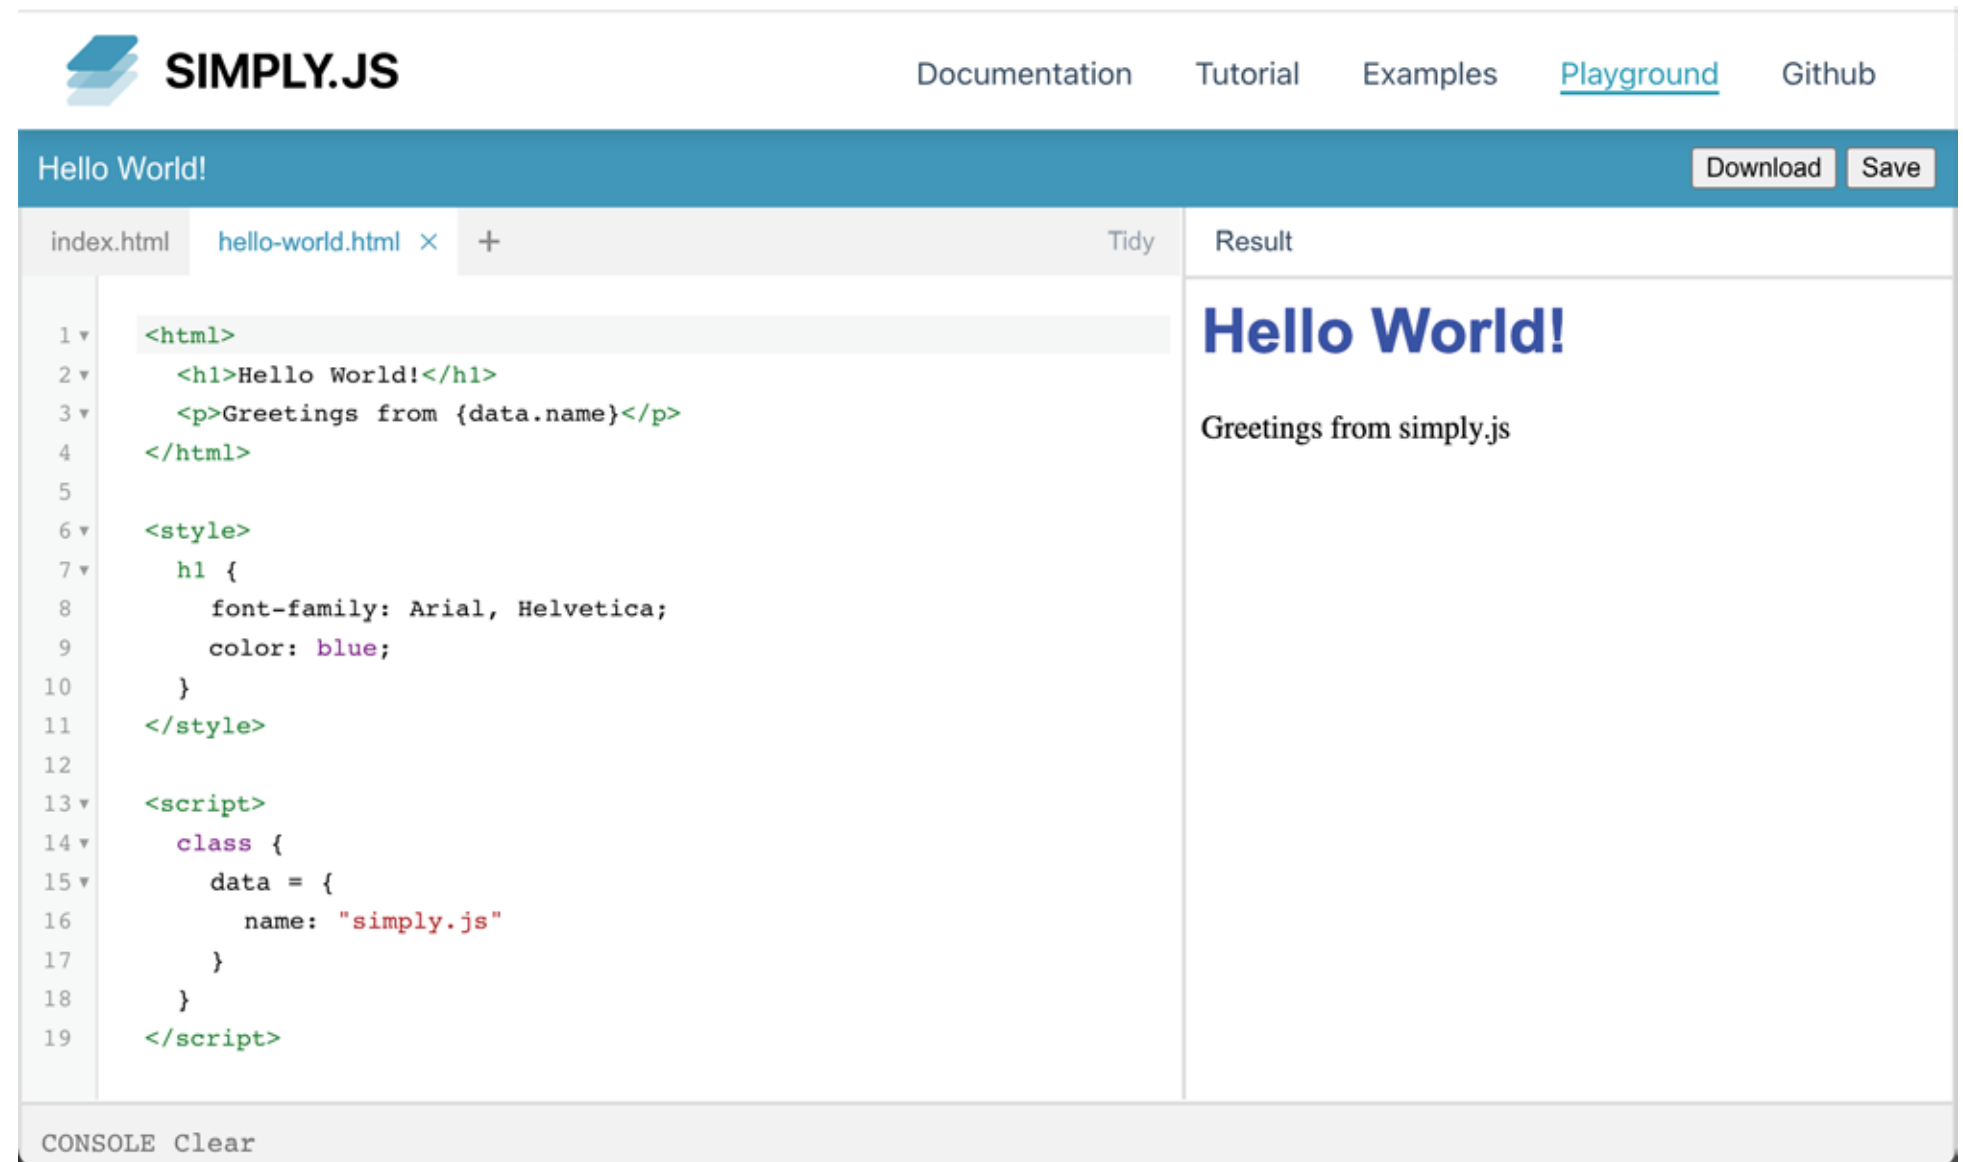 SIMPLY.JS Documentation Tutorial Examples Playground Github
Hello World! Download Save
index.html hello-world.html × + Tidy
1 <html>
2 <h1>Hello World!</h1>
3 <p>Greetings from {data.name}</p>
4 </html>
5
6 <style>
7 h1 {
8 font-family: Arial, Helvetica;
9 color: blue;
10 }
11 </style>
12
13 <script>
14 class {
15 data = {
16 name: "simply.js"
17 }
18 }
19 </script>
Result
Hello World!
Greetings from simply.js
CONSOLE Clear